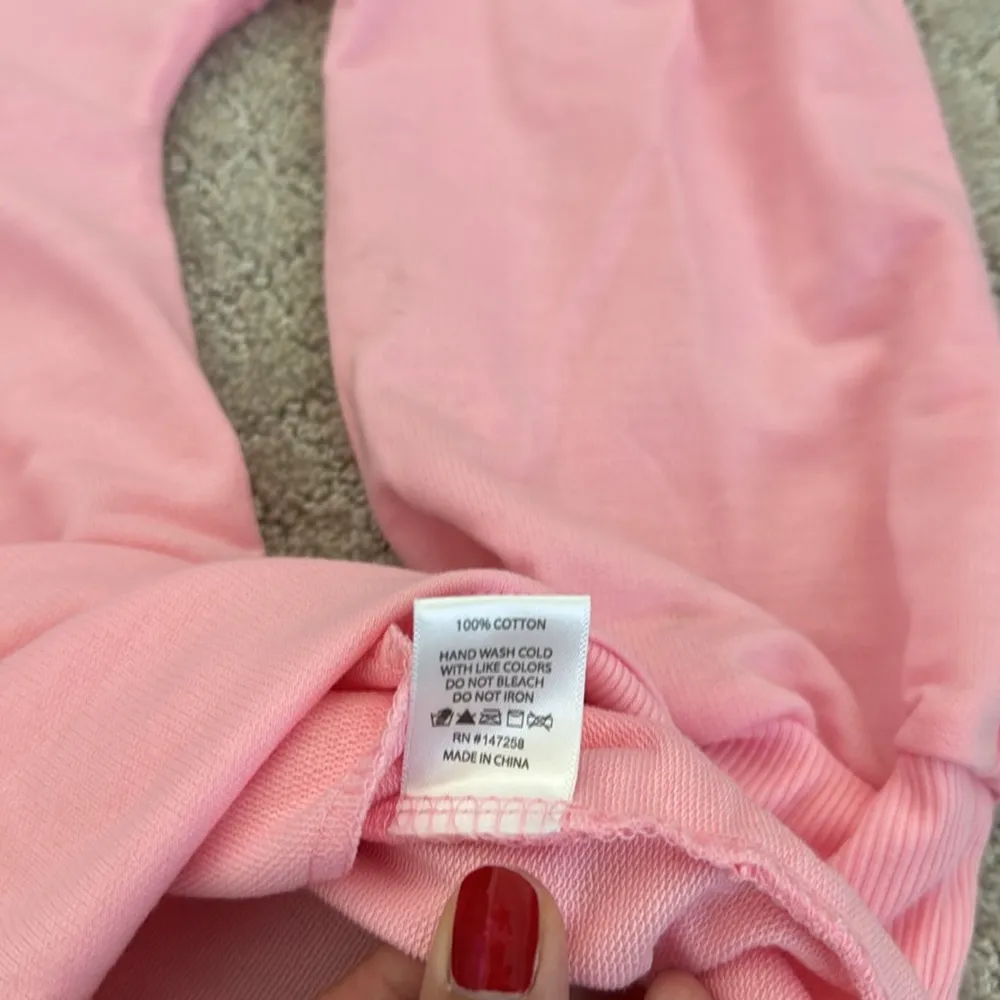 100% COTTON
HAND WASH COLD
WITH LIKE COLORS
DO NOT BLEACH
DO NOT IRON
RN #147258
MADE IN CHINA